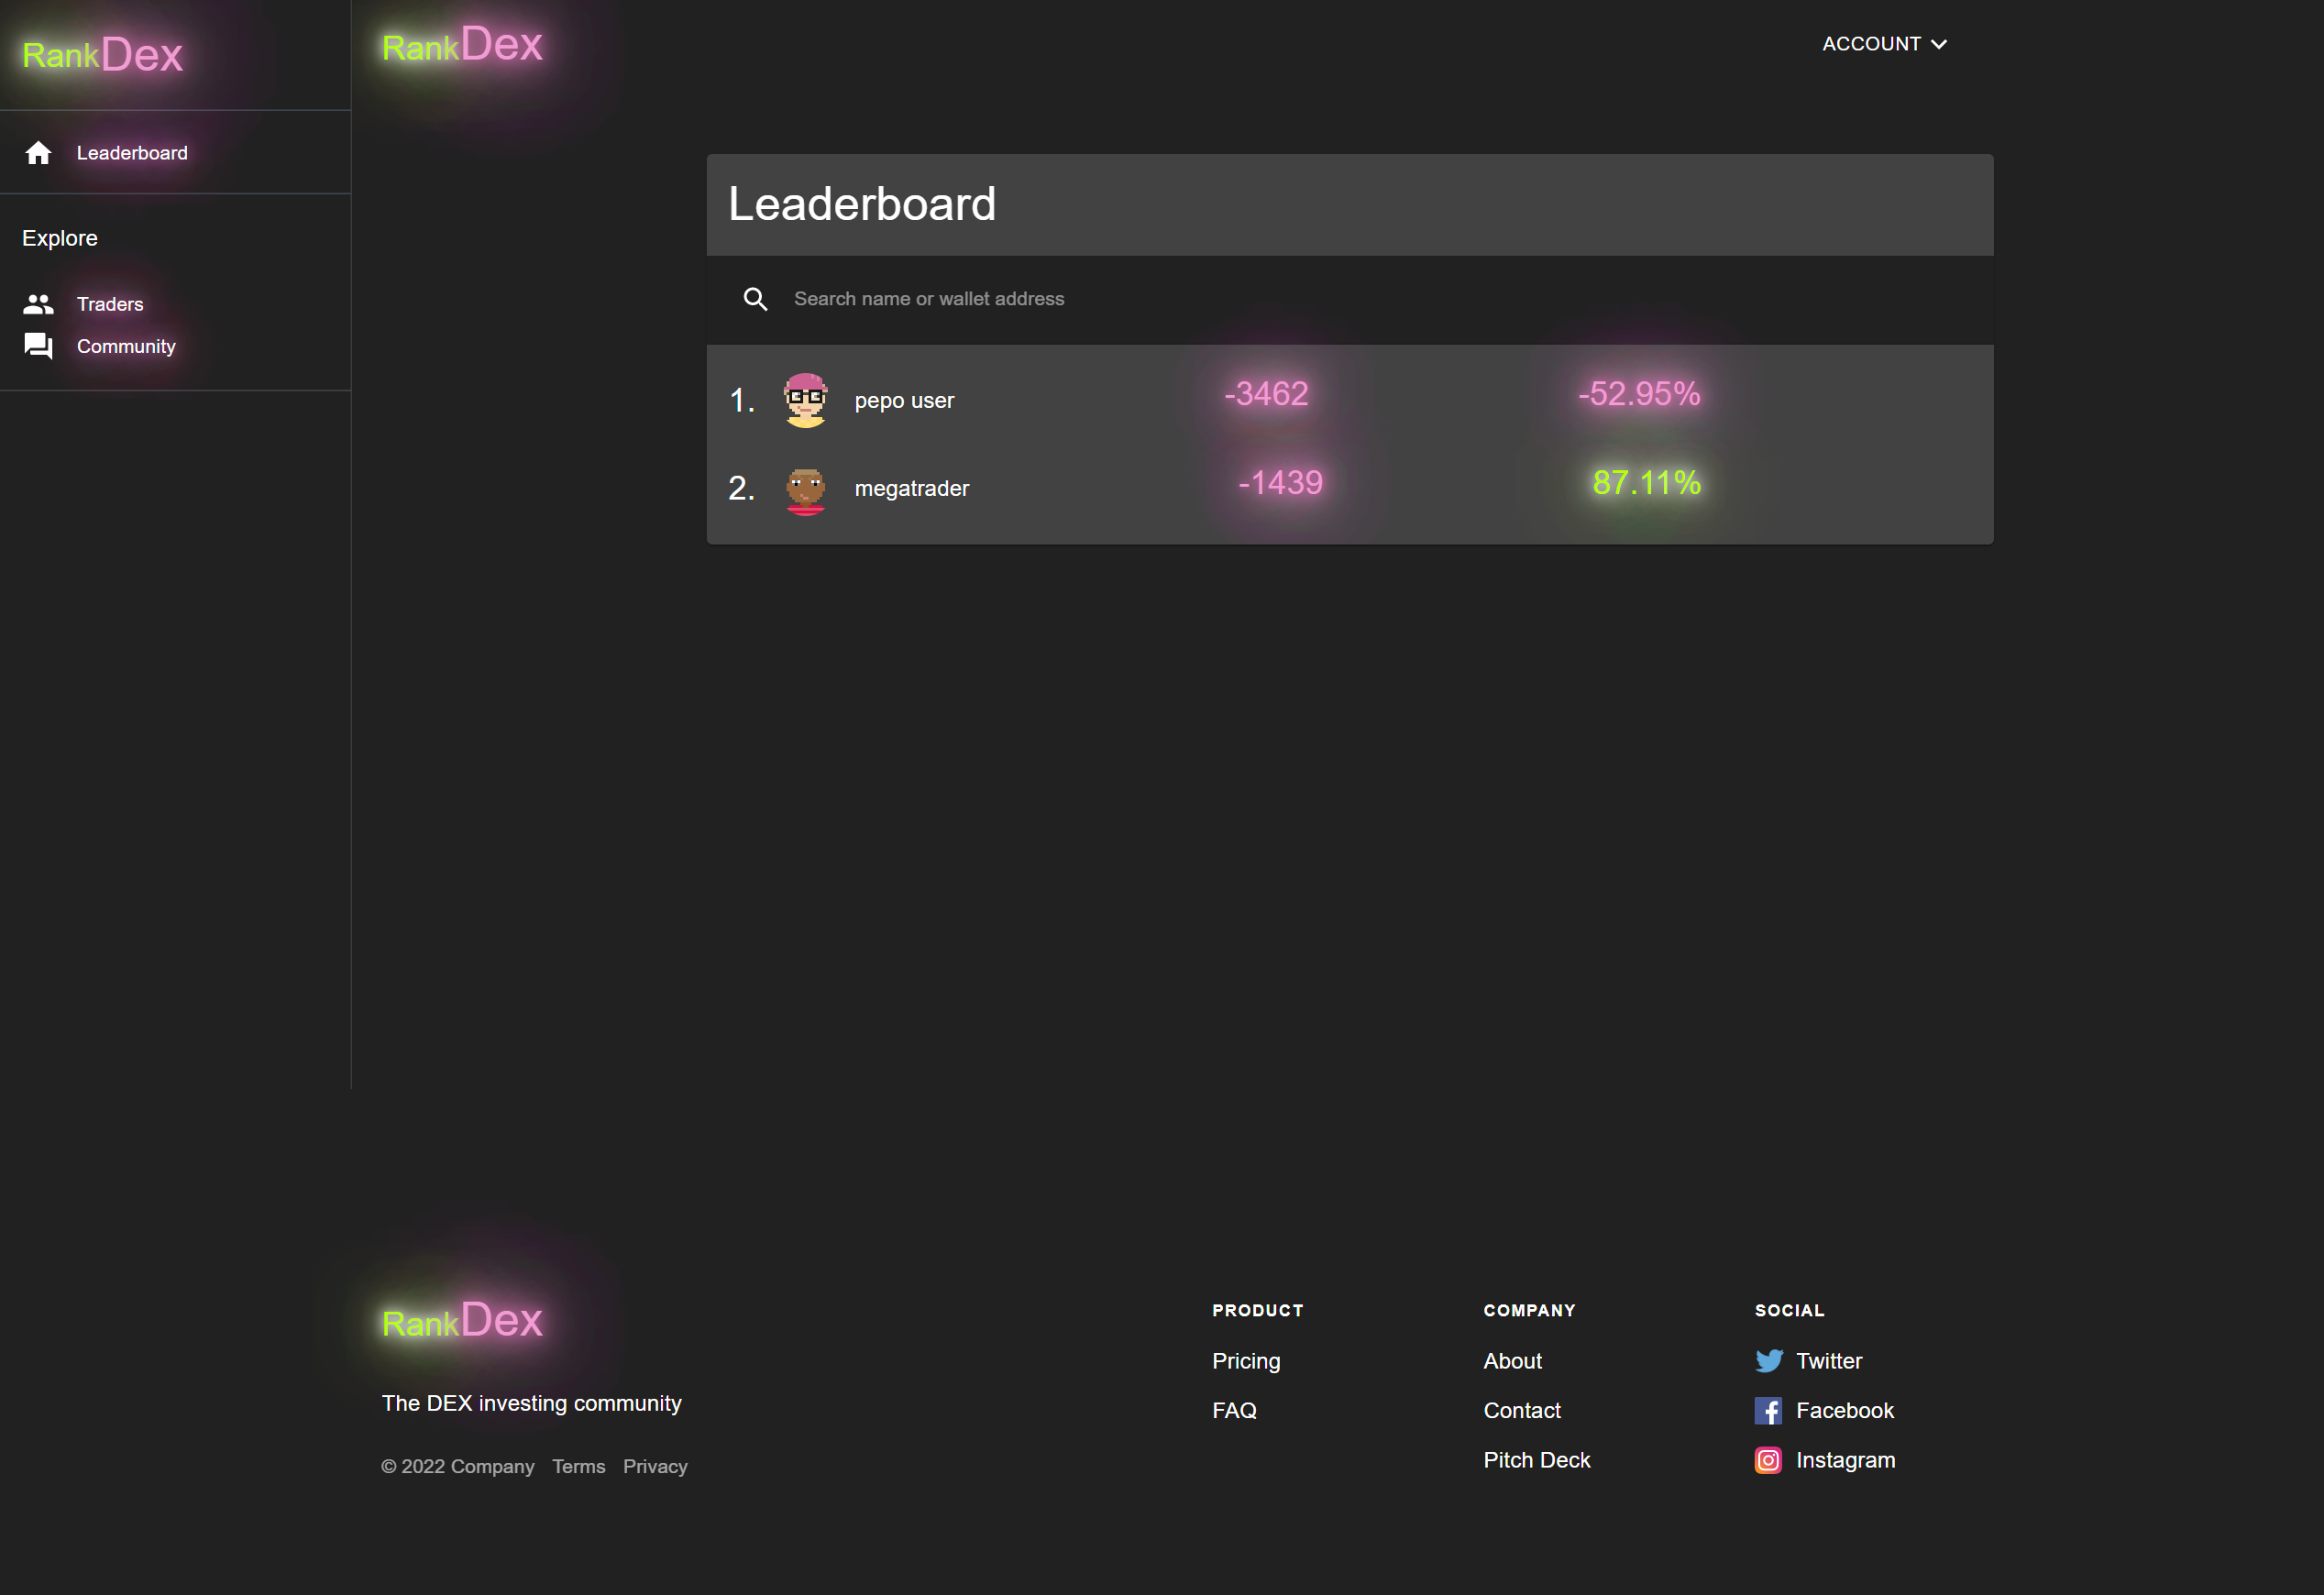 RankDex
Leaderboard
Explore
Traders
Community
RankDex
ACCOUNT
Leaderboard
Search name or wallet address
1. pepo user -3462 -52.95%
2. megatrader -1439 87.11%
RankDex
The DEX investing community
© 2022 Company Terms Privacy
PRODUCT
Pricing
FAQ
COMPANY
About
Contact
Pitch Deck
SOCIAL
Twitter
Facebook
Instagram